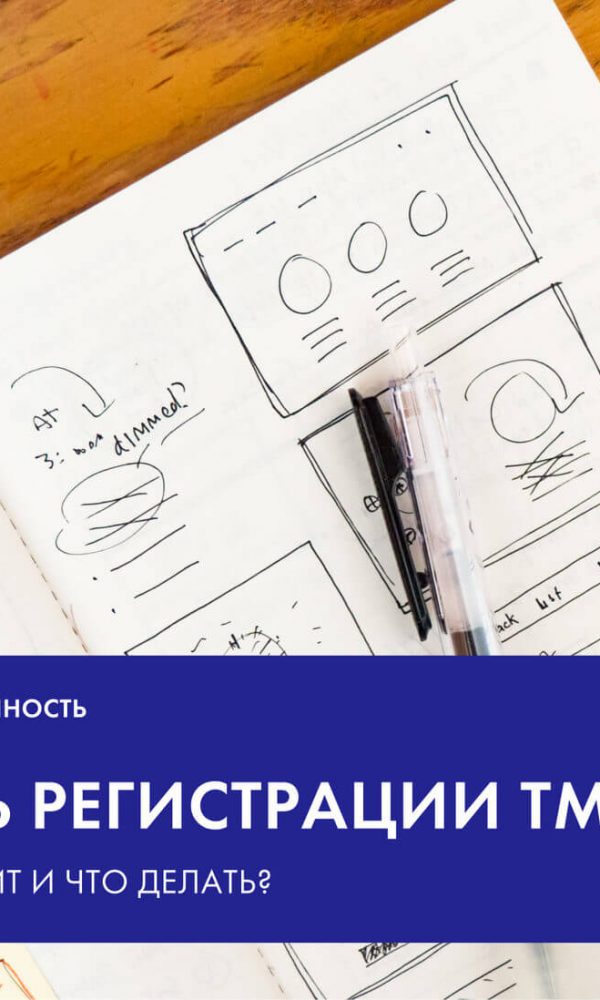 At
dimmed?
ность
Ь РЕГИСТРАЦИИ ТМ
ИТ И ЧТО ДЕЛАТЬ?